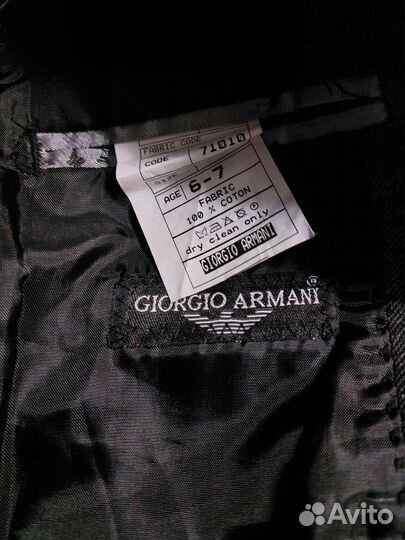 FABRIC CODE
CODE 71010
SIZE
AGE 6-7
FABRIC
100 % COTON
dry clean only
GIORGIO ARMANI
GIORGIO ARMANI
Avito